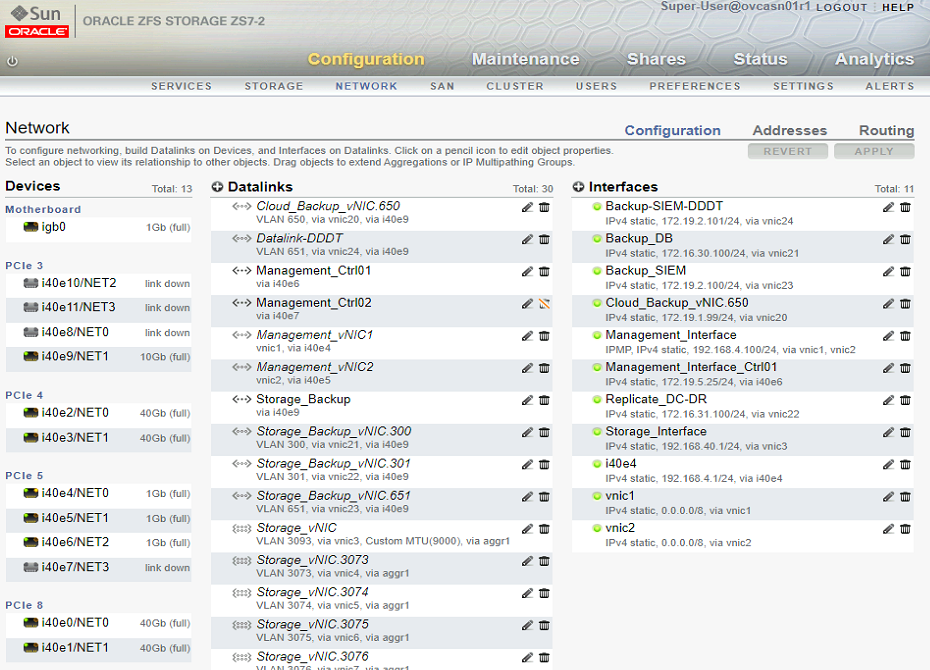 Sun
ORACLE
ORACLE ZFS STORAGE ZS7-2
Super-User@ovcasn01r1 LOGOUT HELP
Configuration Maintenance Shares Status Analytics
SERVICES STORAGE NETWORK SAN CLUSTER USERS PREFERENCES SETTINGS ALERTS
Network
Configuration Addresses Routing
To configure networking, build Datalinks on Devices, and Interfaces on Datalinks. Click on a pencil icon to edit object properties.
Select an object to view its relationship to other objects. Drag objects to extend Aggregations or IP Multipathing Groups.
REVERT APPLY
Devices Total: 13
Motherboard
igb0 1Gb (full)
PCIe 3
i40e10/NET2 link down
i40e11/NET3 link down
i40e8/NET0 link down
i40e9/NET1 10Gb (full)
PCIe 4
i40e2/NET0 40Gb (full)
i40e3/NET1 40Gb (full)
PCIe 5
i40e4/NET0 1Gb (full)
i40e5/NET1 1Gb (full)
i40e6/NET2 1Gb (full)
i40e7/NET3 link down
PCIe 8
i40e0/NET0 40Gb (full)
i40e1/NET1 40Gb (full)
Datalinks Total: 30
Cloud_Backup_vNIC.650
VLAN 650, via vnic20, via i40e9
Datalink-DDDT
VLAN 651, via vnic24, via i40e9
Management_Ctrl01
via i40e6
Management_Ctrl02
via i40e7
Management_vNIC1
vnic1, via i40e4
Management_vNIC2
vnic2, via i40e5
Storage_Backup
via i40e9
Storage_Backup_vNIC.300
VLAN 300, via vnic21, via i40e9
Storage_Backup_vNIC.301
VLAN 301, via vnic22, via i40e9
Storage_Backup_vNIC.651
VLAN 651, via vnic23, via i40e9
Storage_vNIC
VLAN 3093, via vnic3, Custom MTU(9000), via aggr1
Storage_vNIC.3073
VLAN 3073, via vnic4, via aggr1
Storage_vNIC.3074
VLAN 3074, via vnic5, via aggr1
Storage_vNIC.3075
VLAN 3075, via vnic6, via aggr1
Storage_vNIC.3076
VLAN 3076, via vnic7, via aggr1
Interfaces Total: 11
Backup-SIEM-DDDT
IPv4 static, 172.19.2.101/24, via vnic24
Backup_DB
IPv4 static, 172.16.30.100/24, via vnic21
Backup_SIEM
IPv4 static, 172.19.2.100/24, via vnic23
Cloud_Backup_vNIC.650
IPv4 static, 172.19.1.99/24, via vnic20
Management_Interface
IPMP, IPv4 static, 192.168.4.100/24, via vnic1, vnic2
Management_Interface_Ctrl01
IPv4 static, 172.19.5.25/24, via i40e6
Replicate_DC-DR
IPv4 static, 172.16.31.100/24, via vnic22
Storage_Interface
IPv4 static, 192.168.40.1/24, via vnic3
i40e4
IPv4 static, 192.168.4.1/24, via i40e4
vnic1
IPv4 static, 0.0.0.0/8, via vnic1
vnic2
IPv4 static, 0.0.0.0/8, via vnic2